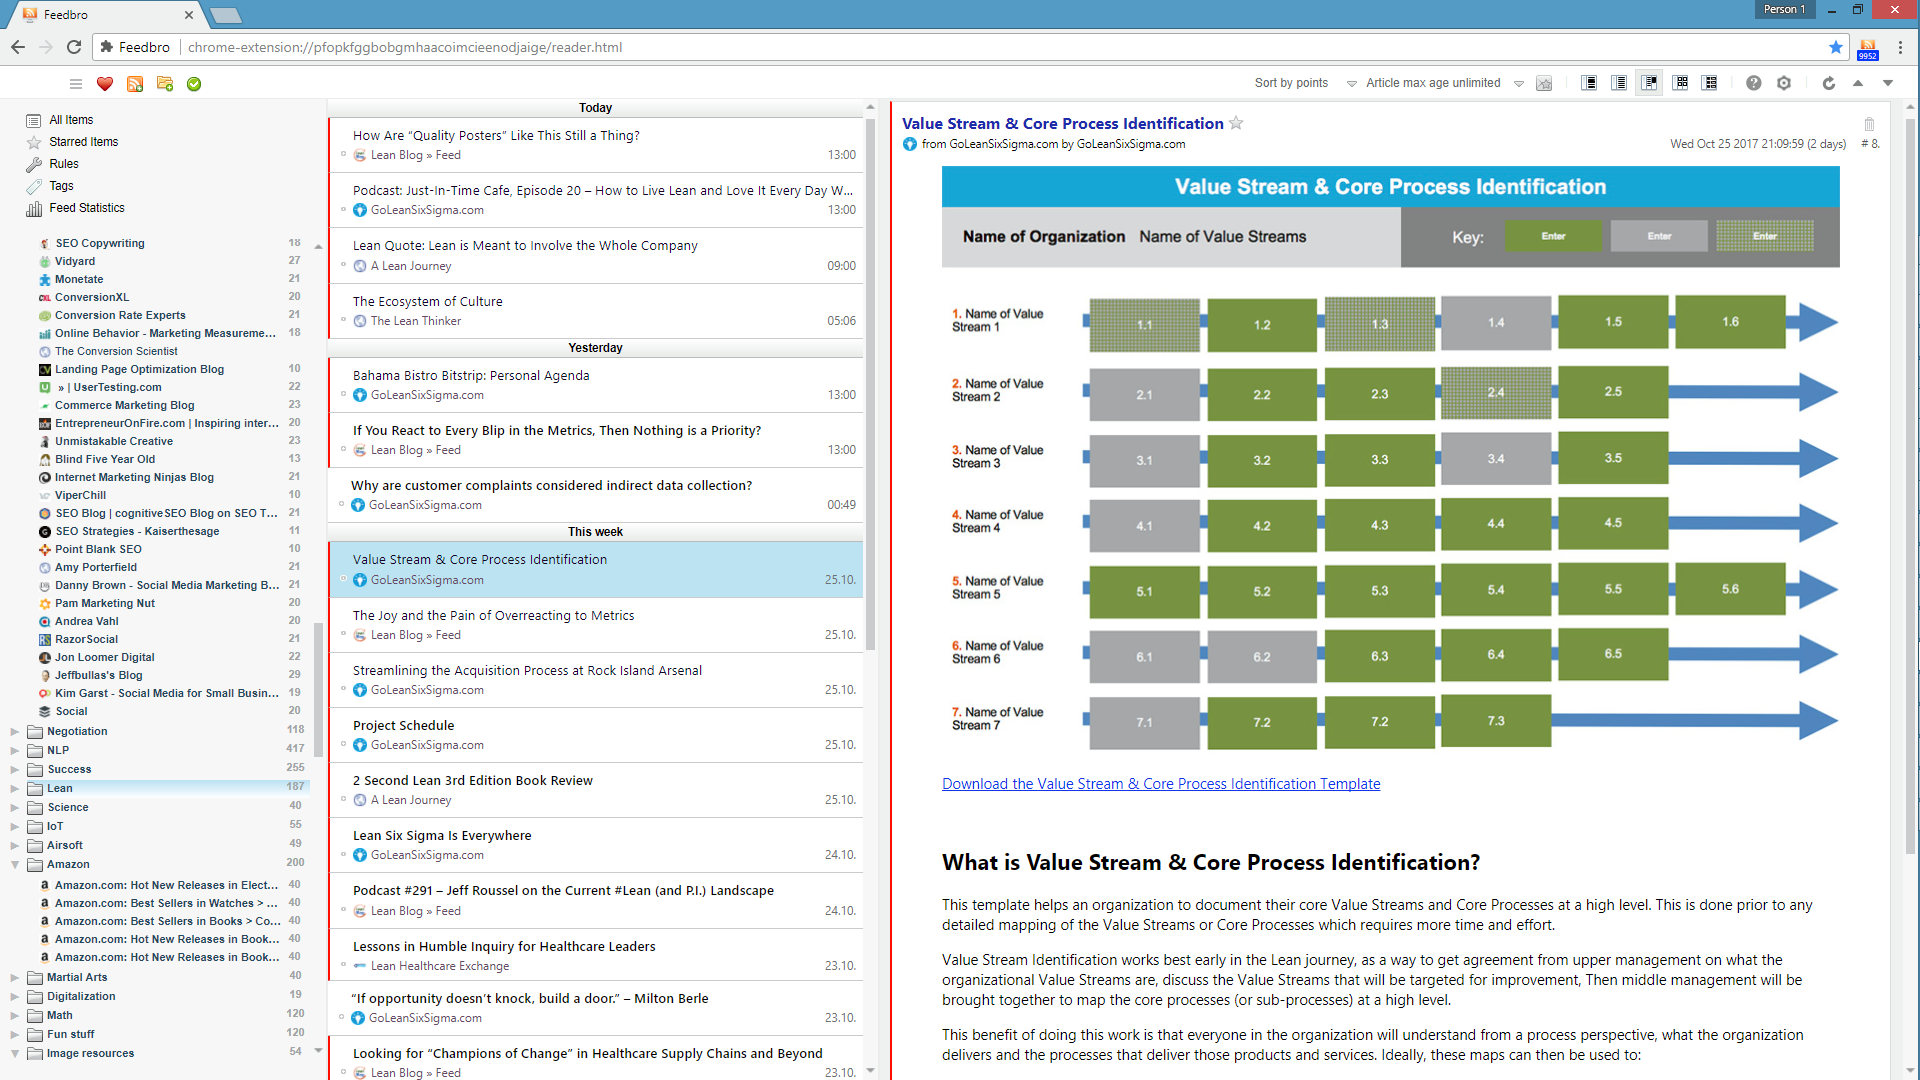 Feedbro
Person 1
Feedbro
chrome-extension://pfopkfggbobgmhaacoimcieenodjaige/reader.html
9952
Sort by points
Article max age unlimited
All Items
Starred Items
Rules
Tags
Feed Statistics
SEO Copywriting 18
Vidyard 27
Monetate 21
ConversionXL 20
Conversion Rate Experts 21
Online Behavior - Marketing Measureme... 18
The Conversion Scientist
Landing Page Optimization Blog 10
» | UserTesting.com 22
Commerce Marketing Blog 23
EntrepreneurOnFire.com | Inspiring inter... 20
Unmistakable Creative 23
Blind Five Year Old 13
Internet Marketing Ninjas Blog 21
ViperChill 10
SEO Blog | cognitiveSEO Blog on SEO T... 21
SEO Strategies - Kaiserthesage 11
Point Blank SEO 10
Amy Porterfield 21
Danny Brown - Social Media Marketing B... 21
Pam Marketing Nut 20
Andrea Vahl 20
RazorSocial 21
Jon Loomer Digital 22
Jeffbullas's Blog 29
Kim Garst - Social Media for Small Busin... 19
Social 20
Negotiation 118
NLP 417
Success 255
Lean 187
Science 40
IoT 55
Airsoft 49
Amazon 200
Amazon.com: Hot New Releases in Elect... 40
Amazon.com: Best Sellers in Watches > ... 40
Amazon.com: Best Sellers in Books > Co... 40
Amazon.com: Hot New Releases in Book... 40
Amazon.com: Hot New Releases in Book... 40
Martial Arts 40
Digitalization 19
Math 120
Fun stuff 120
Image resources 54
Today
How Are “Quality Posters” Like This Still a Thing?
Lean Blog » Feed 13:00
Podcast: Just-In-Time Cafe, Episode 20 – How to Live Lean and Love It Every Day W...
GoLeanSixSigma.com 13:00
Lean Quote: Lean is Meant to Involve the Whole Company
A Lean Journey 09:00
The Ecosystem of Culture
The Lean Thinker 05:06
Yesterday
Bahama Bistro Bitstrip: Personal Agenda
GoLeanSixSigma.com 13:00
If You React to Every Blip in the Metrics, Then Nothing is a Priority?
Lean Blog » Feed 13:00
Why are customer complaints considered indirect data collection?
GoLeanSixSigma.com 00:49
This week
Value Stream & Core Process Identification
GoLeanSixSigma.com 25.10.
The Joy and the Pain of Overreacting to Metrics
Lean Blog » Feed 25.10.
Streamlining the Acquisition Process at Rock Island Arsenal
GoLeanSixSigma.com 25.10.
Project Schedule
GoLeanSixSigma.com 25.10.
2 Second Lean 3rd Edition Book Review
A Lean Journey 25.10.
Lean Six Sigma Is Everywhere
GoLeanSixSigma.com 24.10.
Podcast #291 – Jeff Roussel on the Current #Lean (and P.I.) Landscape
Lean Blog » Feed 24.10.
Lessons in Humble Inquiry for Healthcare Leaders
Lean Healthcare Exchange 23.10.
“If opportunity doesn’t knock, build a door.” – Milton Berle
GoLeanSixSigma.com 23.10.
Looking for “Champions of Change” in Healthcare Supply Chains and Beyond
Lean Blog » Feed 23.10.
Value Stream & Core Process Identification
from GoLeanSixSigma.com by GoLeanSixSigma.com Wed Oct 25 2017 21:09:59 (2 days) # 8.
Value Stream & Core Process Identification
Name of Organization Name of Value Streams Key: Enter Enter Enter
1. Name of Value
Stream 1
1.1 1.2 1.3 1.4 1.5 1.6
2. Name of Value
Stream 2
2.1 2.2 2.3 2.4 2.5
3. Name of Value
Stream 3
3.1 3.2 3.3 3.4 3.5
4. Name of Value
Stream 4
4.1 4.2 4.3 4.4 4.5
5. Name of Value
Stream 5
5.1 5.2 5.3 5.4 5.5 5.6
6. Name of Value
Stream 6
6.1 6.2 6.3 6.4 6.5
7. Name of Value
Stream 7
7.1 7.2 7.2 7.3
Download the Value Stream & Core Process Identification Template
What is Value Stream & Core Process Identification?
This template helps an organization to document their core Value Streams and Core Processes at a high level. This is done prior to any
detailed mapping of the Value Streams or Core Processes which requires more time and effort.
Value Stream Identification works best early in the Lean journey, as a way to get agreement from upper management on what the
organizational Value Streams are, discuss the Value Streams that will be targeted for improvement, Then middle management will be
brought together to map the core processes (or sub-processes) at a high level.
This benefit of doing this work is that everyone in the organization will understand from a process perspective, what the organization
delivers and the processes that deliver those products and services. Ideally, these maps can then be used to: